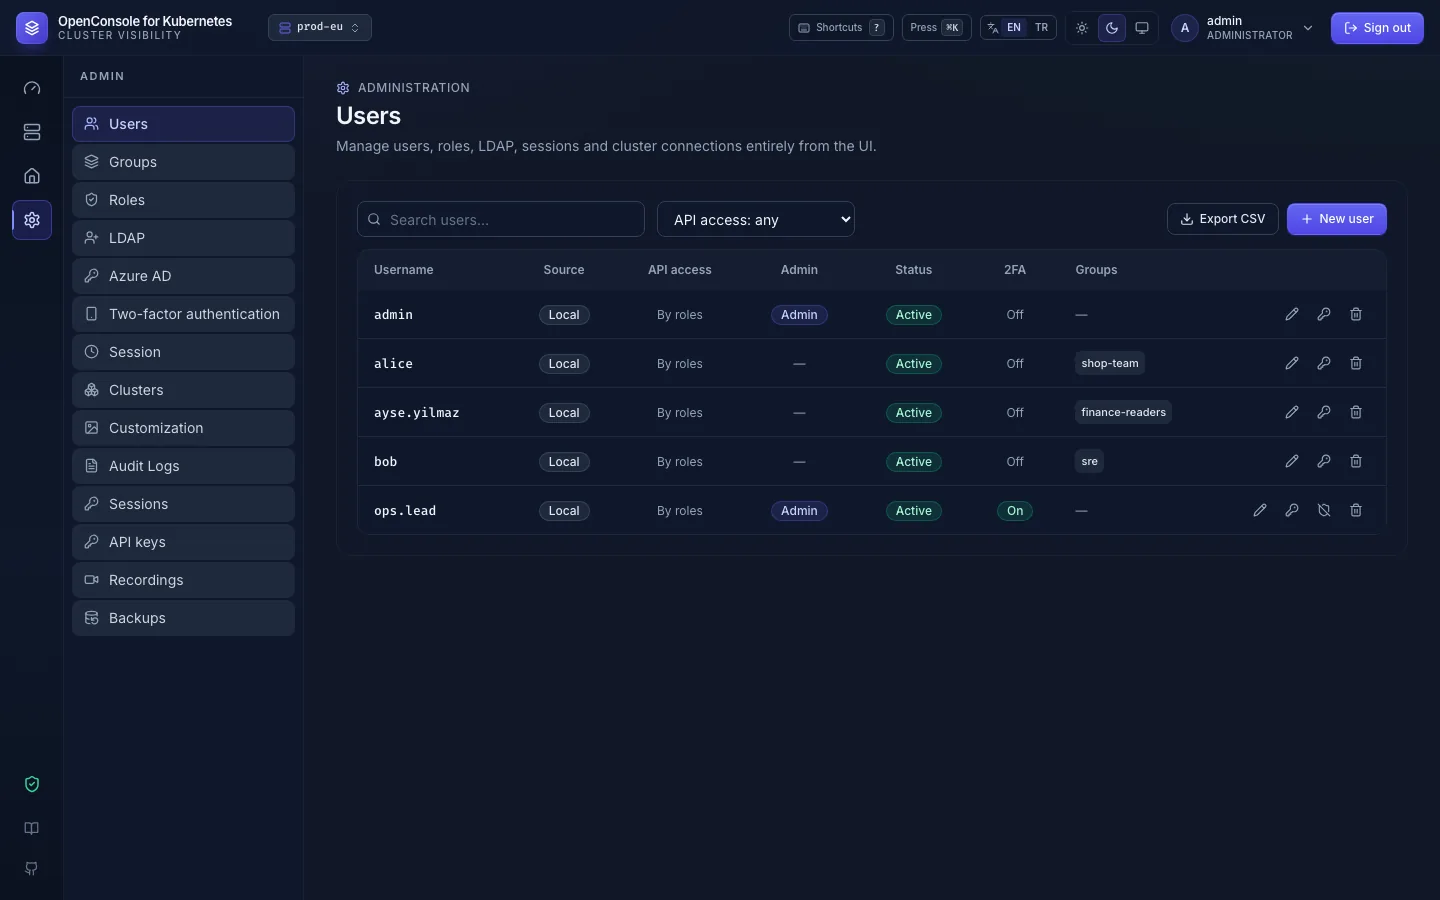 OpenConsole for Kubernetes
CLUSTER VISIBILITY
prod-eu
Shortcuts ?
Press ⌘K
EN TR
A
admin
ADMINISTRATOR
Sign out
ADMIN
Users
Groups
Roles
LDAP
Azure AD
Two-factor authentication
Session
Clusters
Customization
Audit Logs
Sessions
API keys
Recordings
Backups
ADMINISTRATION
Users
Manage users, roles, LDAP, sessions and cluster connections entirely from the UI.
Search users...
API access: any
Export CSV
New user
Username Source API access Admin Status 2FA Groups
admin Local By roles Admin Active Off —
alice Local By roles — Active Off shop-team
ayse.yilmaz Local By roles — Active Off finance-readers
bob Local By roles — Active Off sre
ops.lead Local By roles Admin Active On —